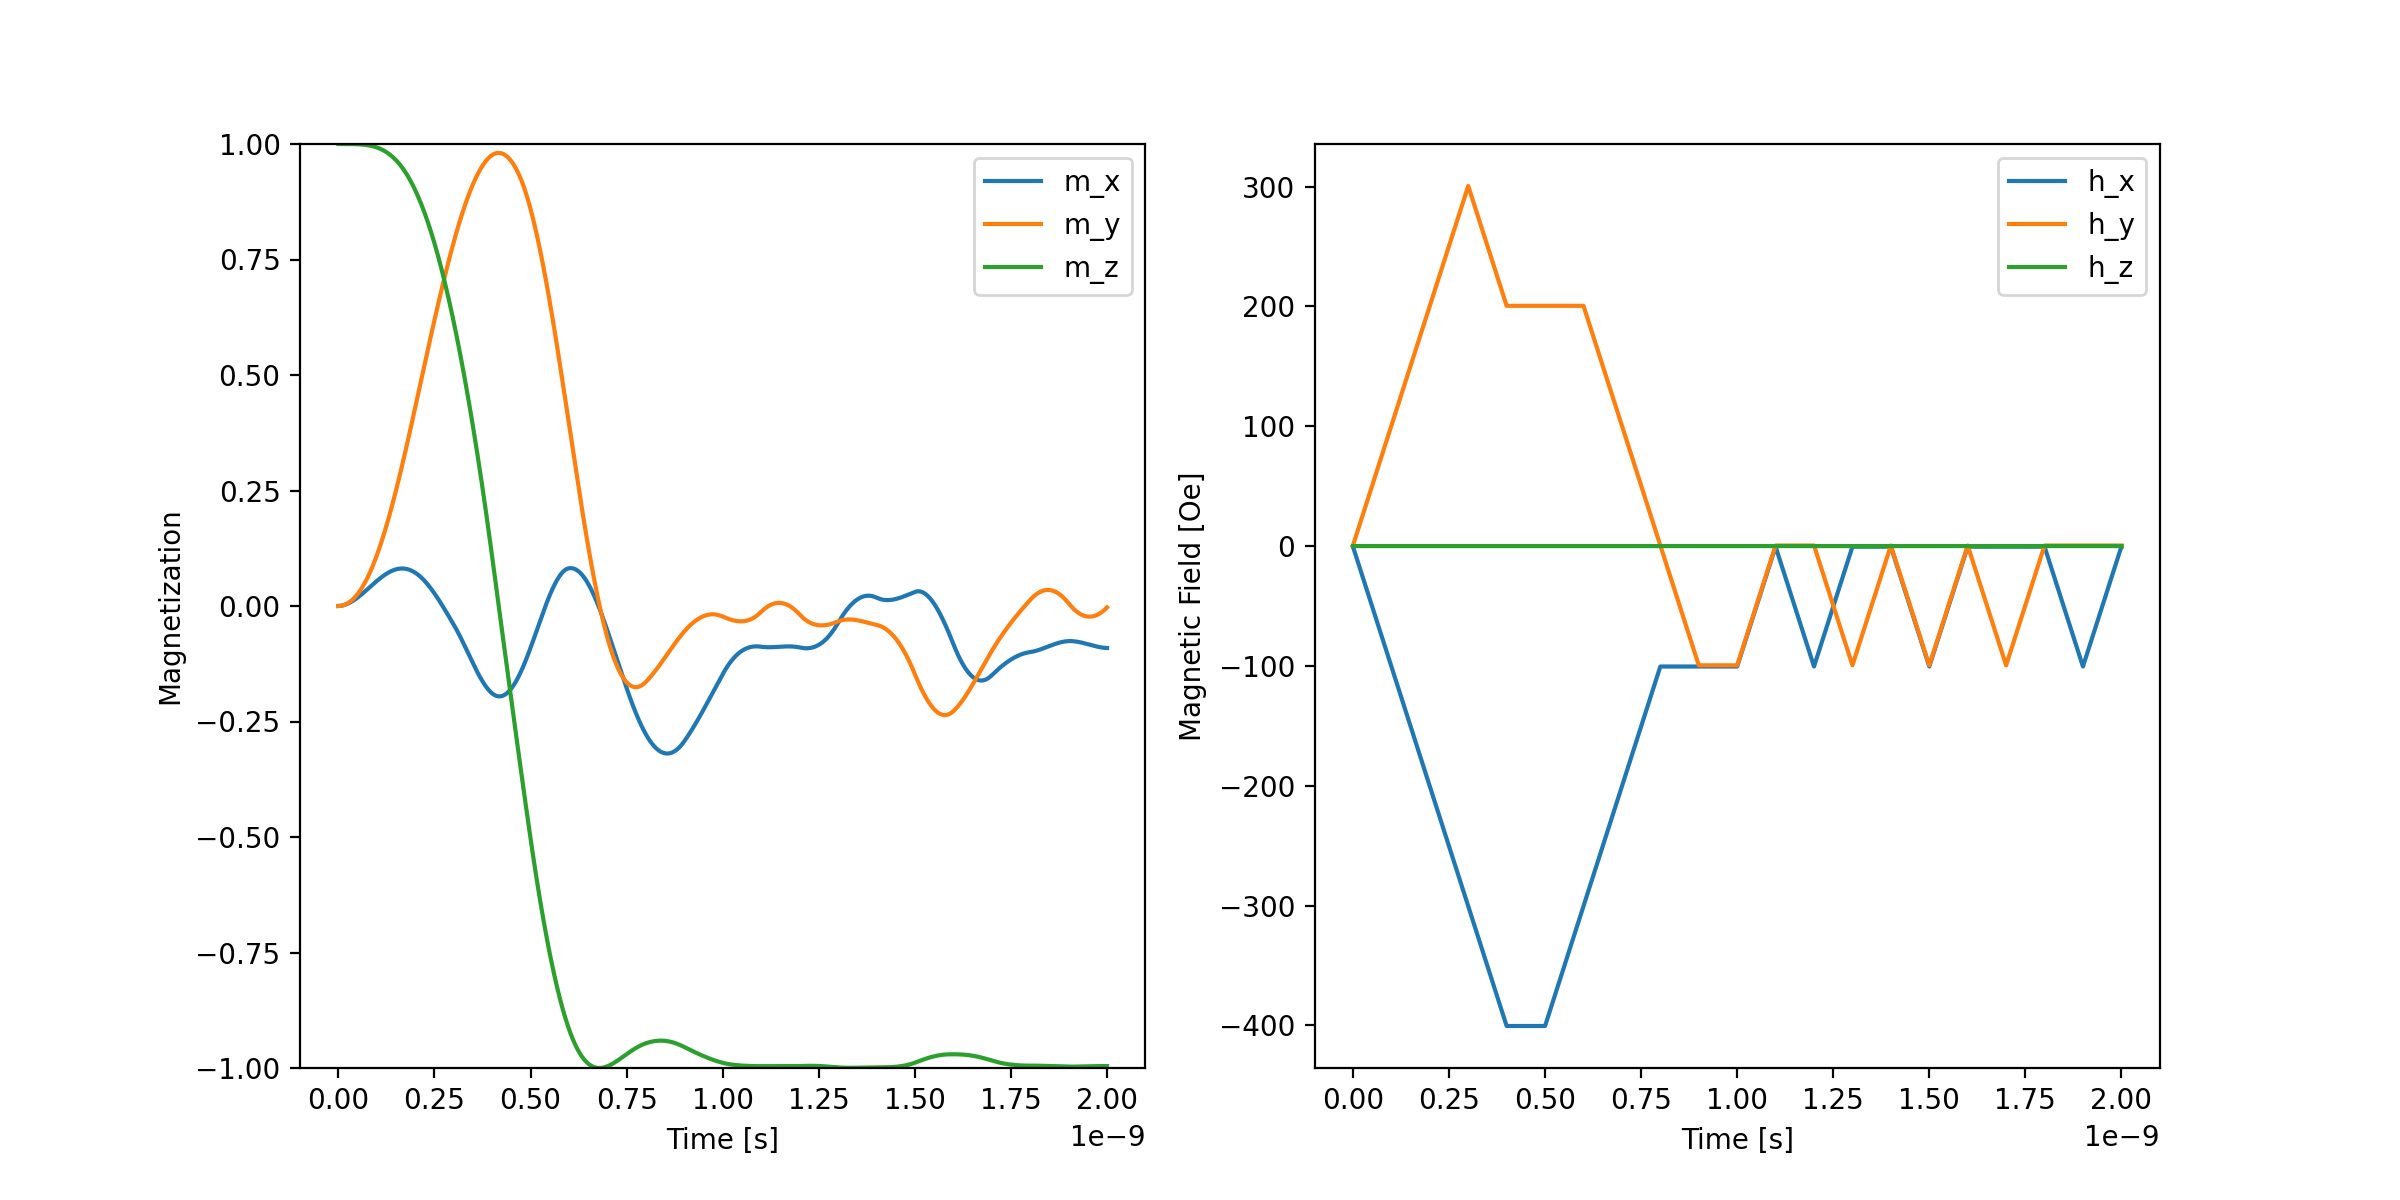 1.00
0.75
0.50
0.25
0.00
−0.25
−0.50
−0.75
−1.00
Magnetization
m_x
m_y
m_z
0.00 0.25 0.50 0.75 1.00 1.25 1.50 1.75 2.00
Time [s]
1e−9
300
200
100
0
−100
−200
−300
−400
Magnetic Field [Oe]
h_x
h_y
h_z
0.00 0.25 0.50 0.75 1.00 1.25 1.50 1.75 2.00
Time [s]
1e−9